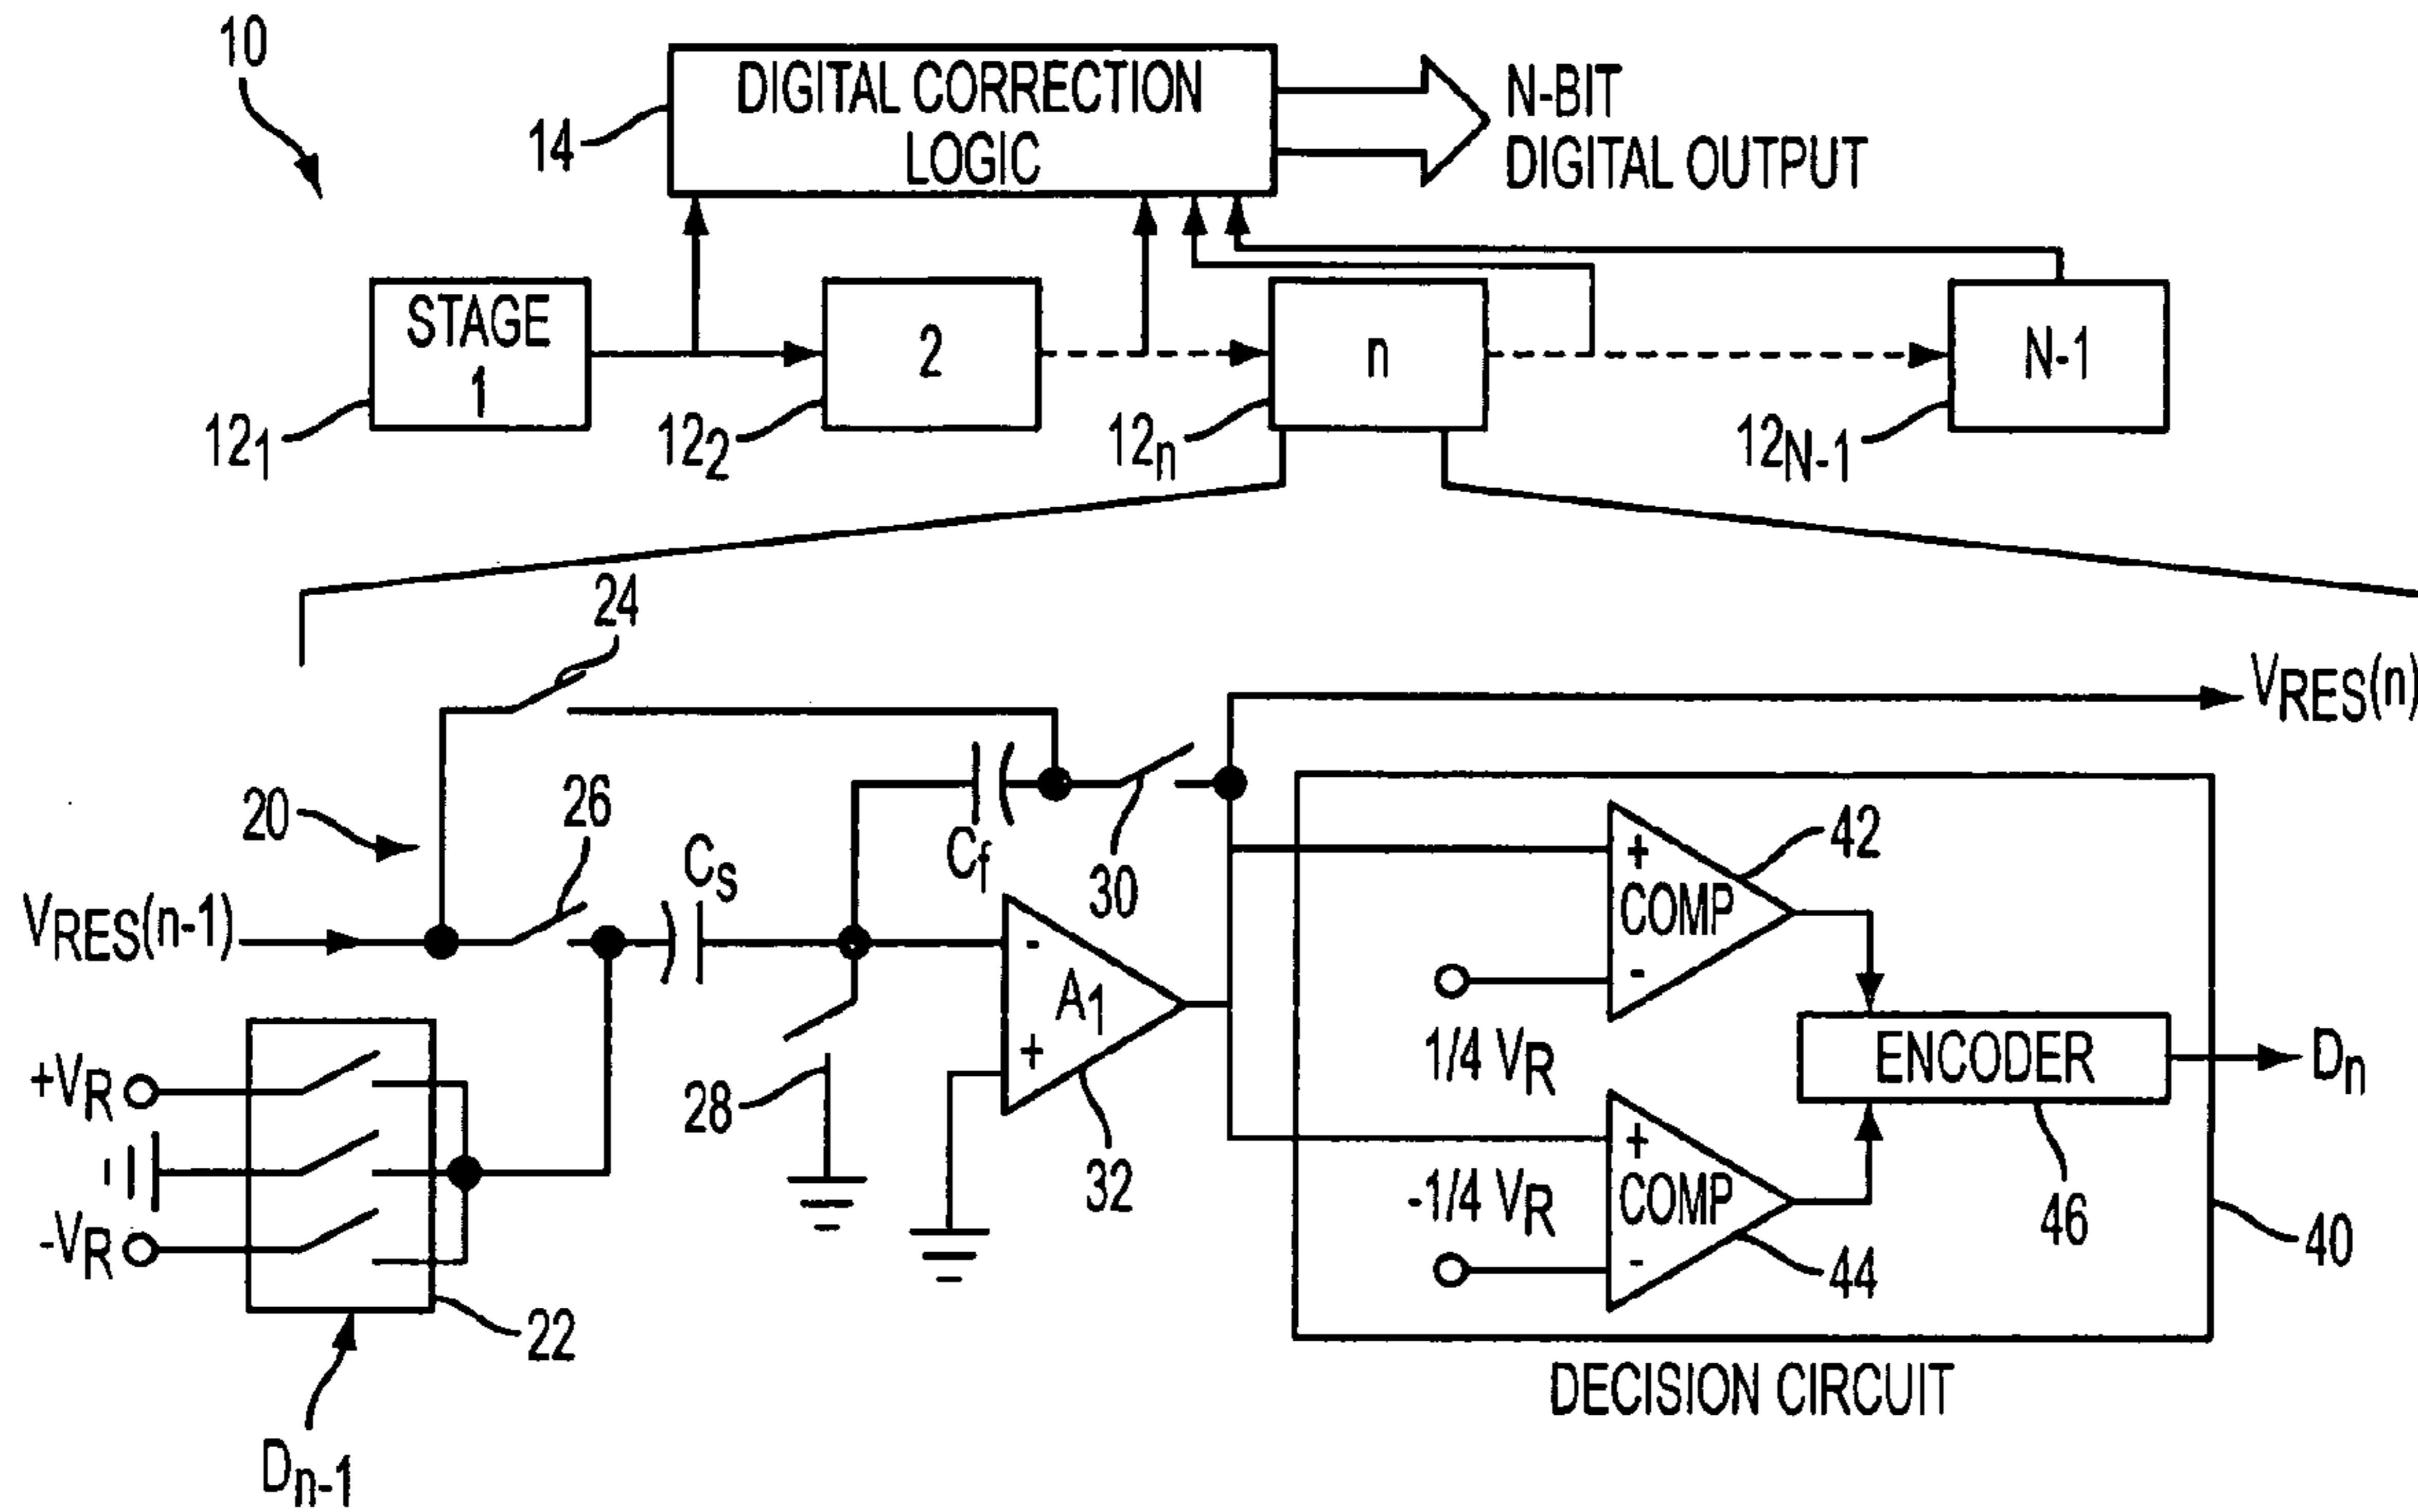 10
DIGITAL CORRECTION
LOGIC
14
N-BIT
DIGITAL OUTPUT
STAGE
1
2
n
N-1
12₁
12₂
12ₙ
12N-1
24
VRES(n)
20
26
Cs
Cf
30
42
+
COMP
-
VRES(n-1)
-
A₁
+
1/4 VR
ENCODER
Dn
+VR
28
32
-VR
22
-1/4 VR
+
COMP
-
44
46
40
DECISION CIRCUIT
Dn-1